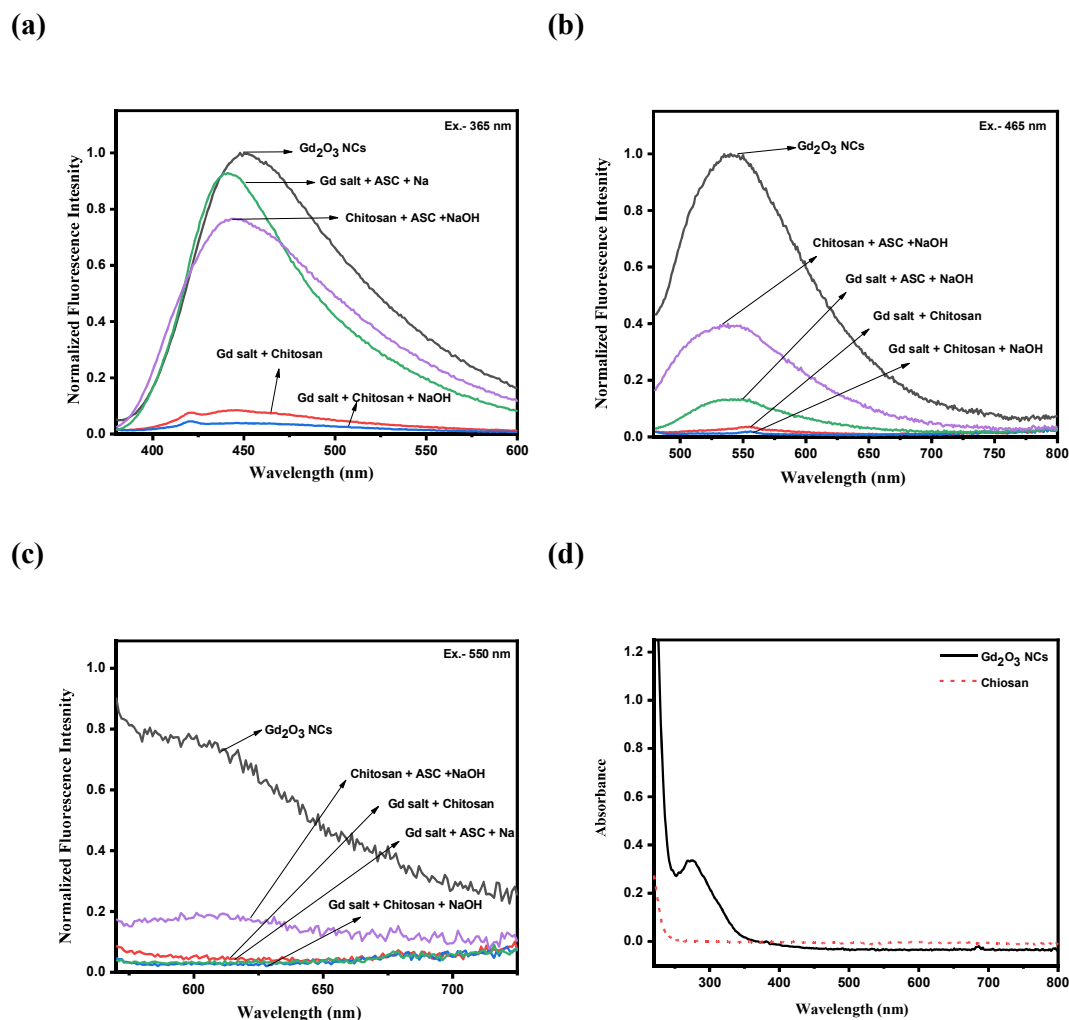 (a)
Ex.- 365 nm
Gd₂O₃ NCs
Gd salt + ASC + Na
Chitosan + ASC +NaOH
Gd salt + Chitosan
Gd salt + Chitosan + NaOH
Normalized Fluorescence Intesnity
1.0
0.8
0.6
0.4
0.2
0.0
400 450 500 550 600
Wavelength (nm)
(b)
Ex.- 465 nm
Gd₂O₃ NCs
Chitosan + ASC +NaOH
Gd salt + ASC + NaOH
Gd salt + Chitosan
Gd salt + Chitosan + NaOH
Normalized Fluorescence Intesnity
1.0
0.8
0.6
0.4
0.2
0.0
500 550 600 650 700 750 800
Wavelength (nm)
(c)
Ex.- 550 nm
Gd₂O₃ NCs
Chitosan + ASC +NaOH
Gd salt + Chitosan
Gd salt + ASC + Na
Gd salt + Chitosan + NaOH
Normalized Fluorescence Intesnity
1.0
0.8
0.6
0.4
0.2
0.0
600 650 700
Wavelength (nm)
(d)
Gd₂O₃ NCs
Chiosan
Absorbance
1.2
1.0
0.8
0.6
0.4
0.2
0.0
300 400 500 600 700 800
Wavelength (nm)